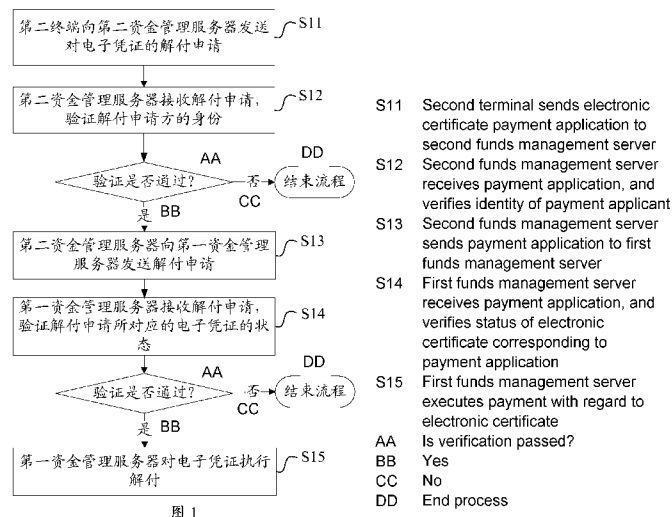 第二终端向第二资金管理服务器发送
对电子凭证的解付申请
S11
第二资金管理服务器接收解付申请,
验证解付申请方的身份
S12
AA
验证是否通过?
否
CC
DD
结束流程
是 BB
第二资金管理服务器向第一资金管理
服务器发送解付申请
S13
第一资金管理服务器接收解付申请,
验证解付申请所对应的电子凭证的状
态
S14
AA
验证是否通过?
否
CC
DD
结束流程
是 BB
第一资金管理服务器对电子凭证执行
解付
S15
图 1
S11 Second terminal sends electronic
certificate payment application to
second funds management server
S12 Second funds management server
receives payment application, and
verifies identity of payment applicant
S13 Second funds management server
sends payment application to first
funds management server
S14 First funds management server
receives payment application, and
verifies status of electronic
certificate corresponding to
payment application
S15 First funds management server
executes payment with regard to
electronic certificate
AA Is verification passed?
BB Yes
CC No
DD End process